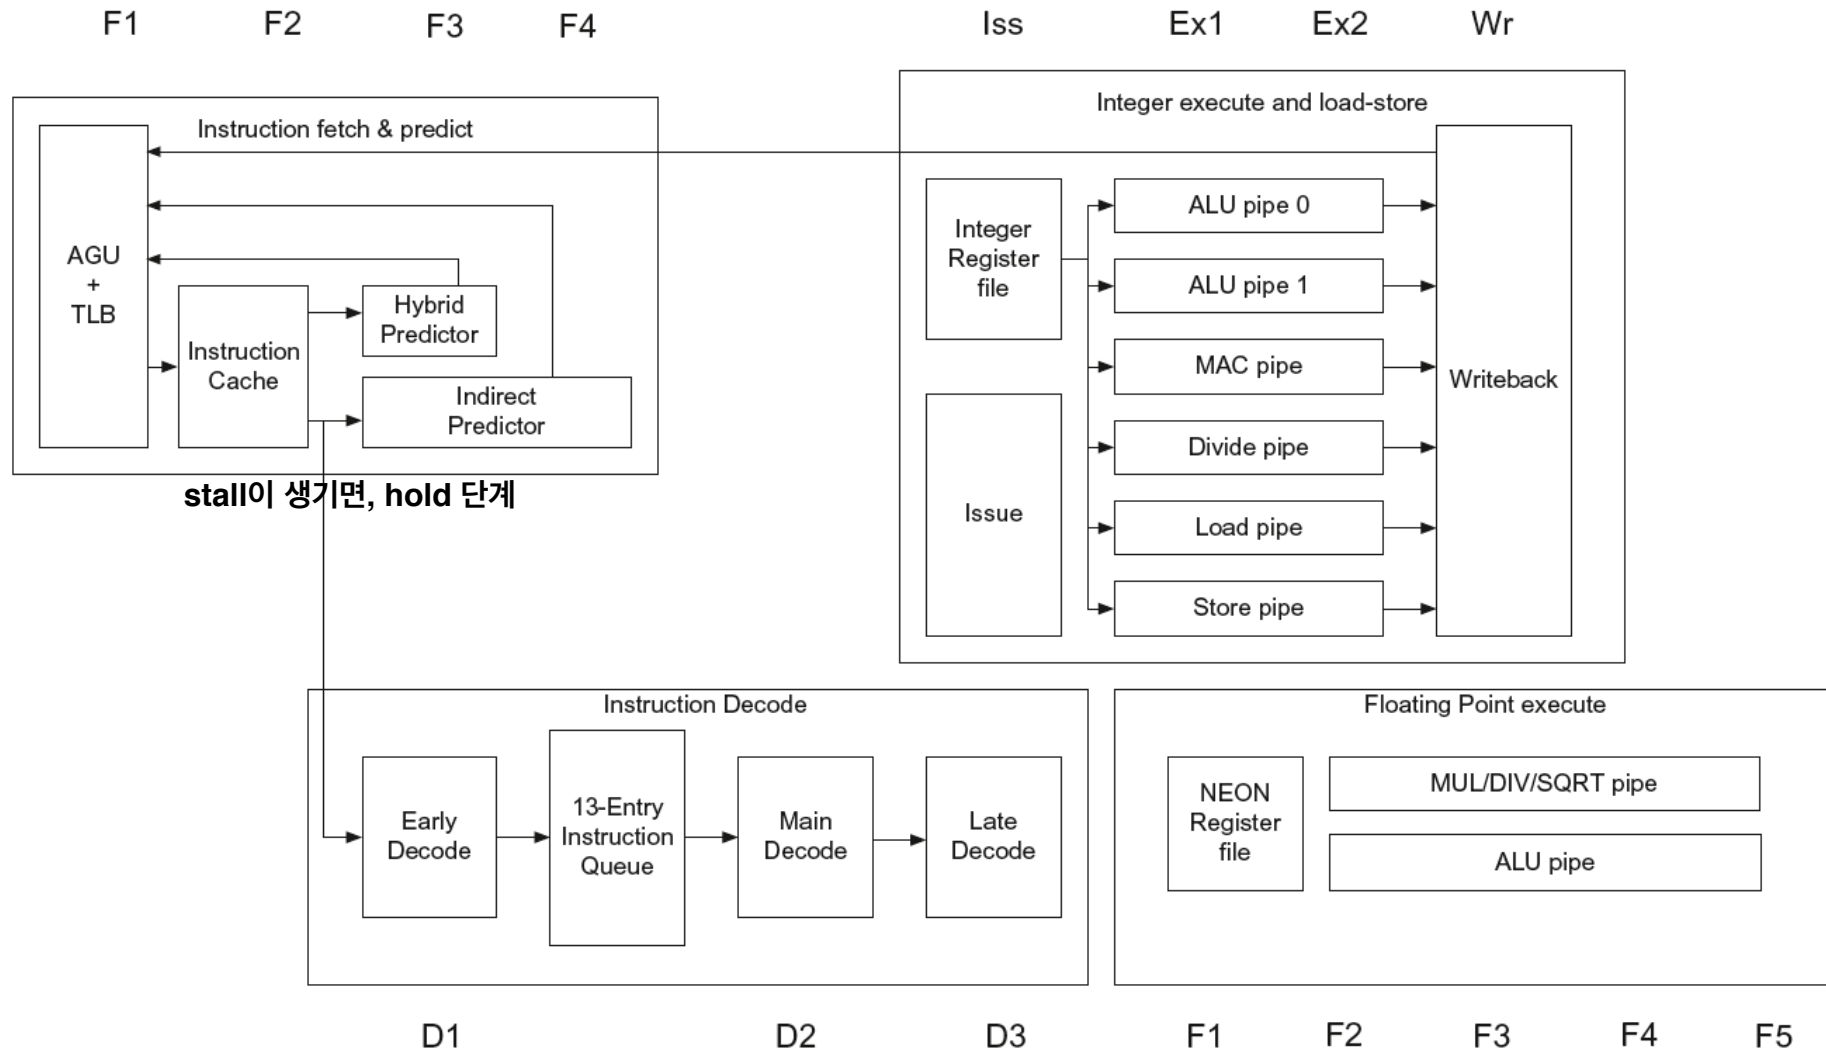 F1 F2 F3 F4 Iss Ex1 Ex2 Wr
Instruction fetch & predict
AGU
+
TLB
Instruction
Cache
Hybrid
Predictor
Indirect
Predictor
stall이 생기면, hold 단계
Integer execute and load-store
Integer
Register
file
Issue
ALU pipe 0
ALU pipe 1
MAC pipe
Divide pipe
Load pipe
Store pipe
Writeback
Instruction Decode
Early
Decode
13-Entry
Instruction
Queue
Main
Decode
Late
Decode
Floating Point execute
NEON
Register
file
MUL/DIV/SQRT pipe
ALU pipe
D1 D2 D3 F1 F2 F3 F4 F5